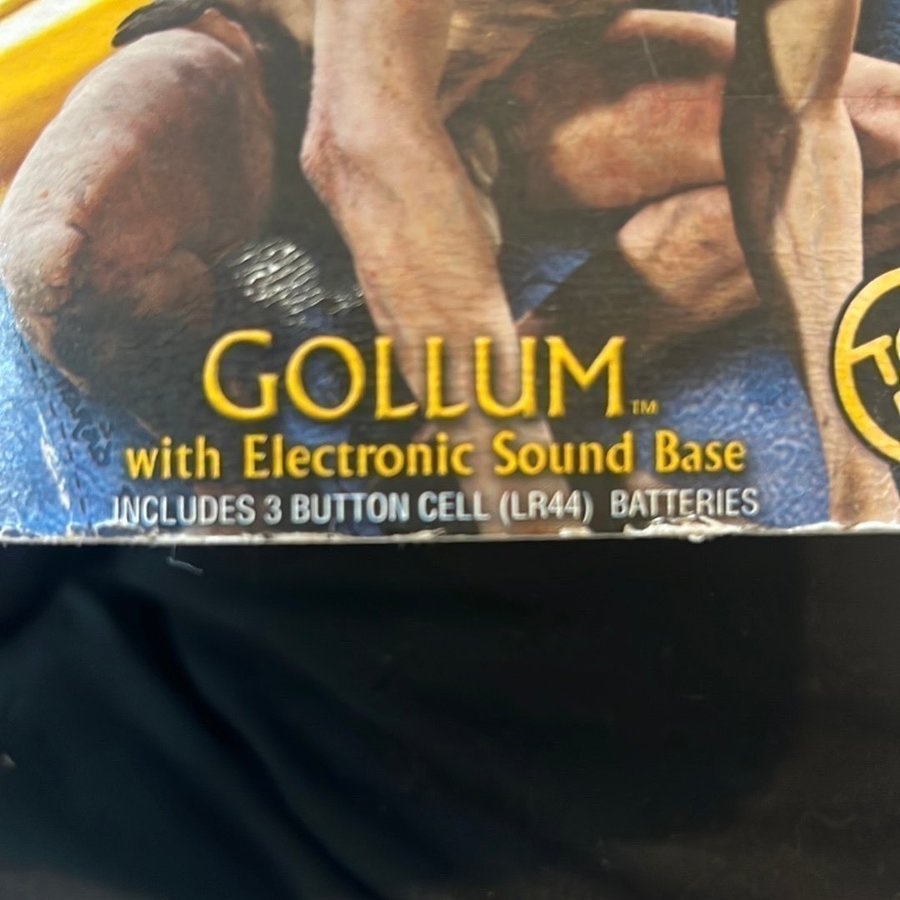 GOLLUM™
with Electronic Sound Base
INCLUDES 3 BUTTON CELL (LR44) BATTERIES